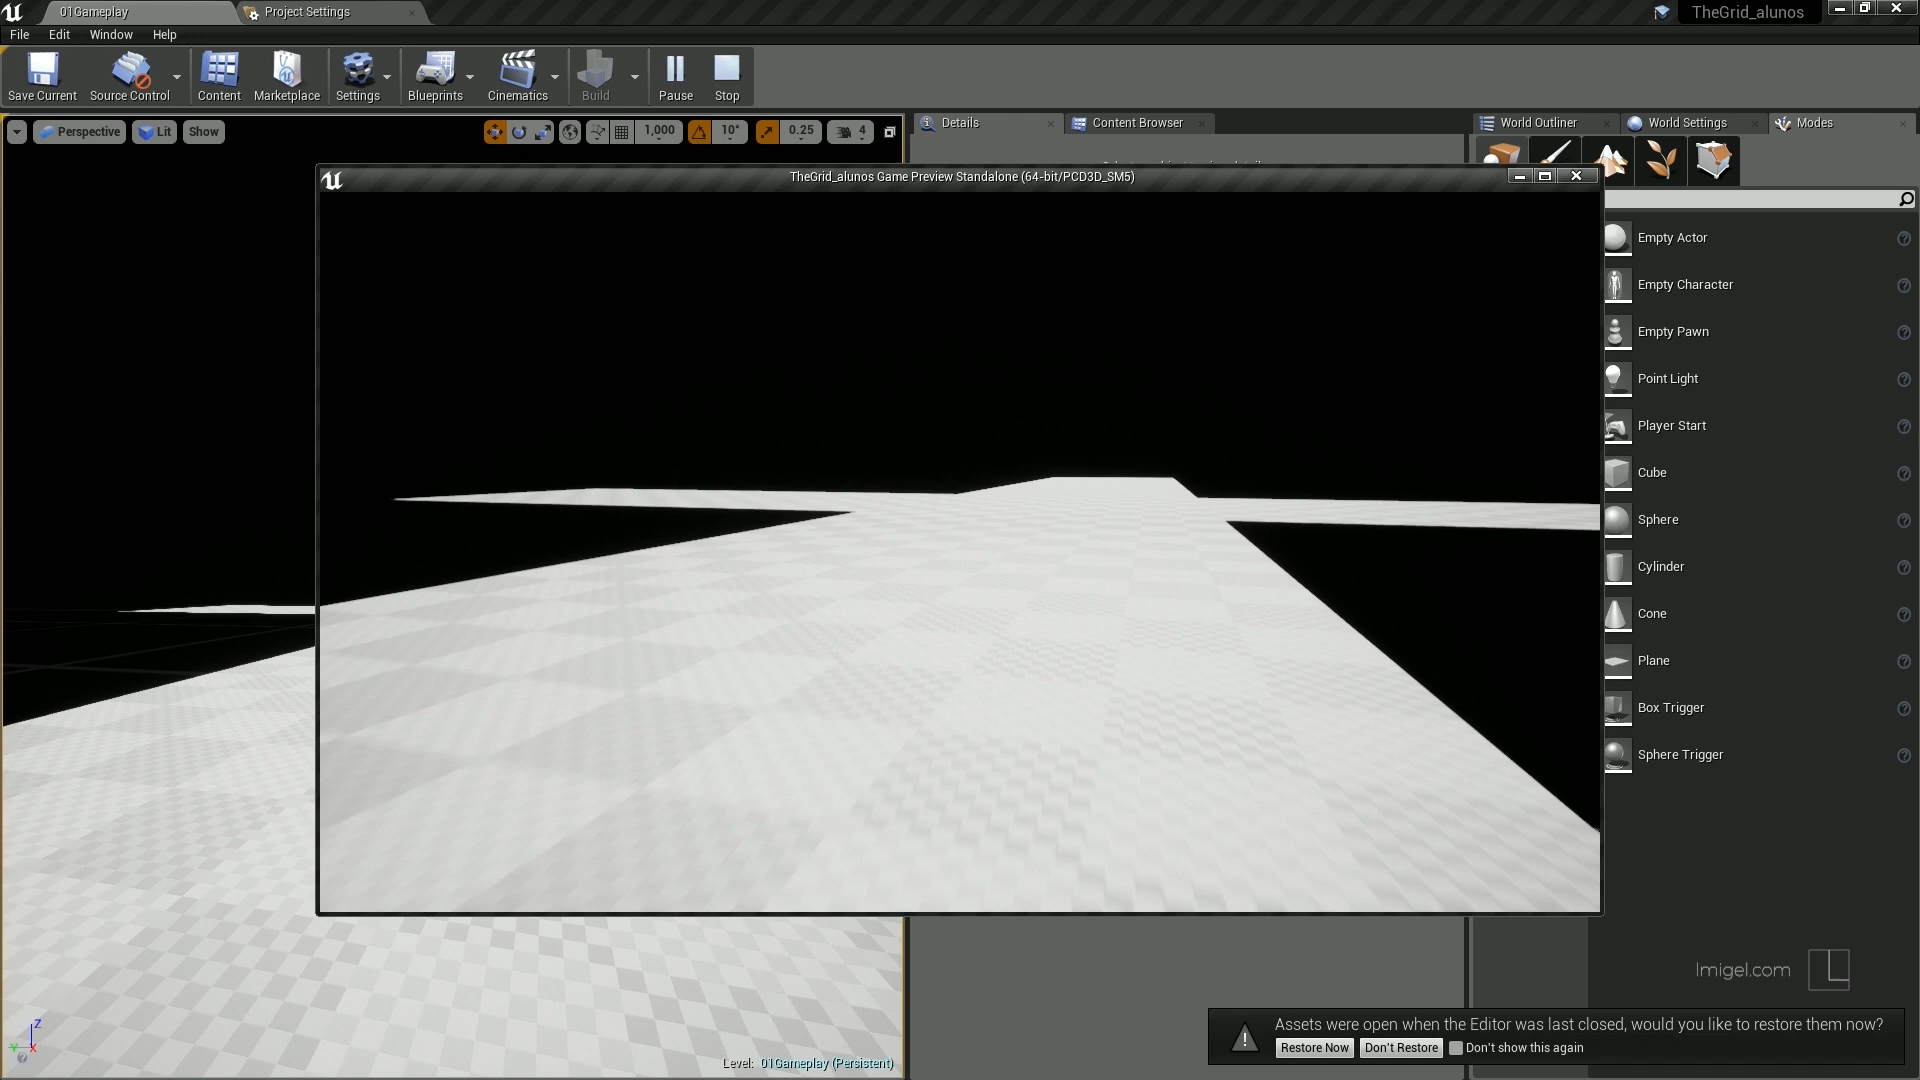 01Gameplay
Project Settings
TheGrid_alunos
File Edit Window Help
Save Current
Source Control
Content
Marketplace
Settings
Blueprints
Cinematics
Build
Pause
Stop
Perspective
Lit
Show
1,000
10°
0.25
4
Details
Content Browser
World Outliner
World Settings
Modes
TheGrid_alunos Game Preview Standalone (64-bit/PCD3D_SM5)
Empty Actor
Empty Character
Empty Pawn
Point Light
Player Start
Cube
Sphere
Cylinder
Cone
Plane
Box Trigger
Sphere Trigger
Imigel.com
Assets were open when the Editor was last closed, would you like to restore them now?
Restore Now
Don't Restore
Don't show this again
Z
Y
X
Level: 01Gameplay (Persistent)